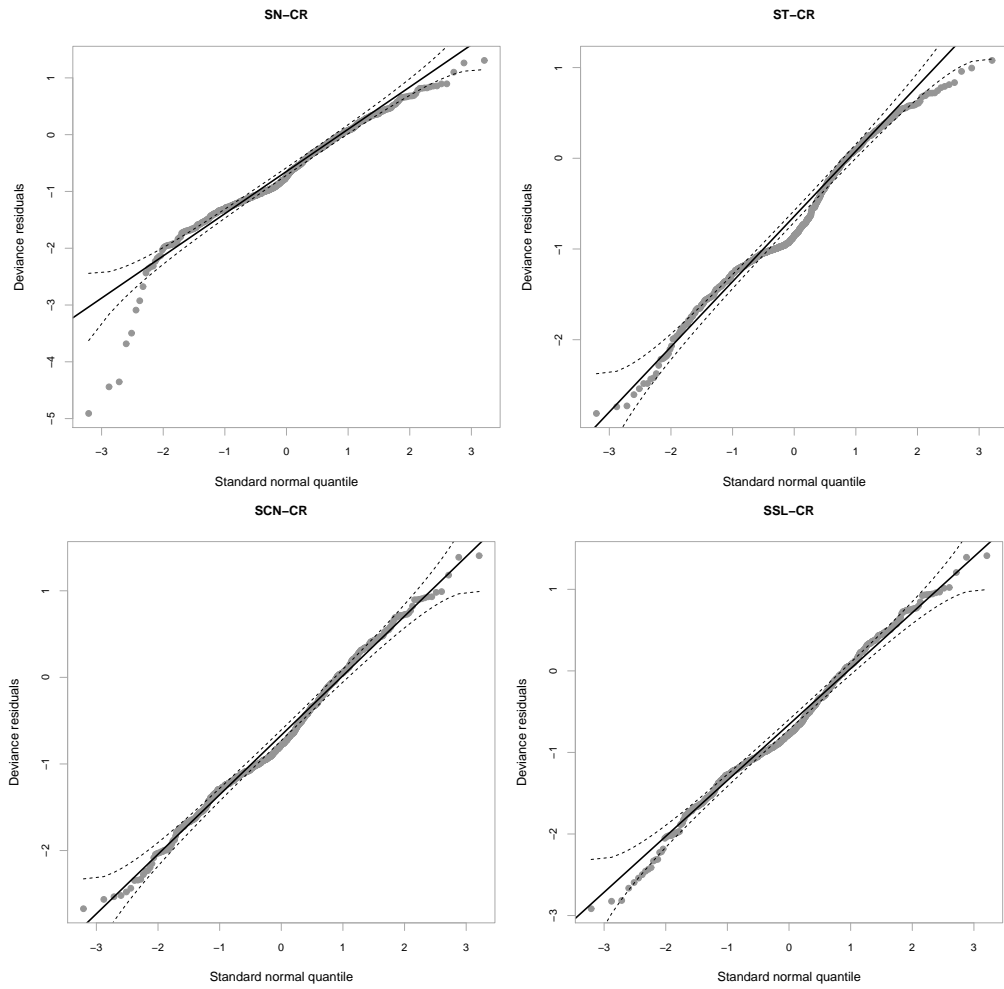 SN−CR
1
0
−1
−2
−3
−4
−5
Deviance residuals
−3 −2 −1 0 1 2 3
Standard normal quantile
ST−CR
1
0
−1
−2
Deviance residuals
−3 −2 −1 0 1 2 3
Standard normal quantile
SCN−CR
1
0
−1
−2
Deviance residuals
−3 −2 −1 0 1 2 3
Standard normal quantile
SSL−CR
1
0
−1
−2
−3
Deviance residuals
−3 −2 −1 0 1 2 3
Standard normal quantile